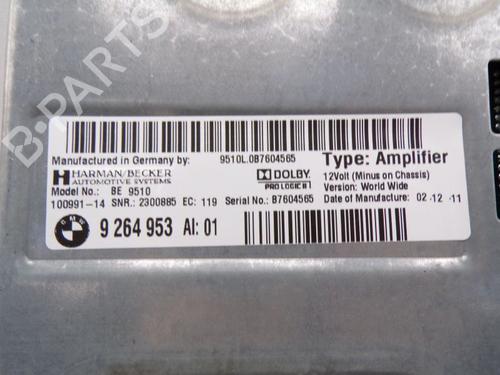 B-PARTS
Manufactured in Germany by:
9510L.0B7604565
Type: Amplifier
HARMAN/BECKER
AUTOMOTIVE SYSTEMS
DOLBY
PRO LOGIC II
12Volt (Minus on Chassis)
Version: World Wide
Model No.: BE 9510
100991-14 SNR.: 2300885 EC: 119 Serial No.: B7604565 Date of Manufacture: 02.12.11
BMW
9 264 953 AI: 01